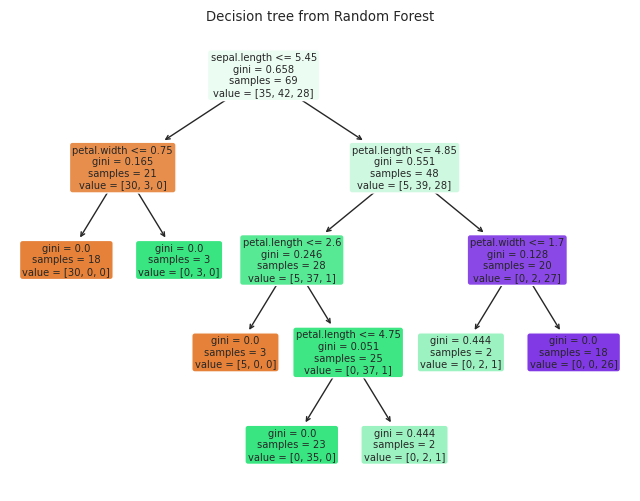 Decision tree from Random Forest
sepal.length <= 5.45
gini = 0.658
samples = 69
value = [35, 42, 28]
petal.width <= 0.75
gini = 0.165
samples = 21
value = [30, 3, 0]
petal.length <= 4.85
gini = 0.551
samples = 48
value = [5, 39, 28]
gini = 0.0
samples = 18
value = [30, 0, 0]
gini = 0.0
samples = 3
value = [0, 3, 0]
petal.length <= 2.6
gini = 0.246
samples = 28
value = [5, 37, 1]
petal.width <= 1.7
gini = 0.128
samples = 20
value = [0, 2, 27]
gini = 0.0
samples = 3
value = [5, 0, 0]
petal.length <= 4.75
gini = 0.051
samples = 25
value = [0, 37, 1]
gini = 0.444
samples = 2
value = [0, 2, 1]
gini = 0.0
samples = 18
value = [0, 0, 26]
gini = 0.0
samples = 23
value = [0, 35, 0]
gini = 0.444
samples = 2
value = [0, 2, 1]